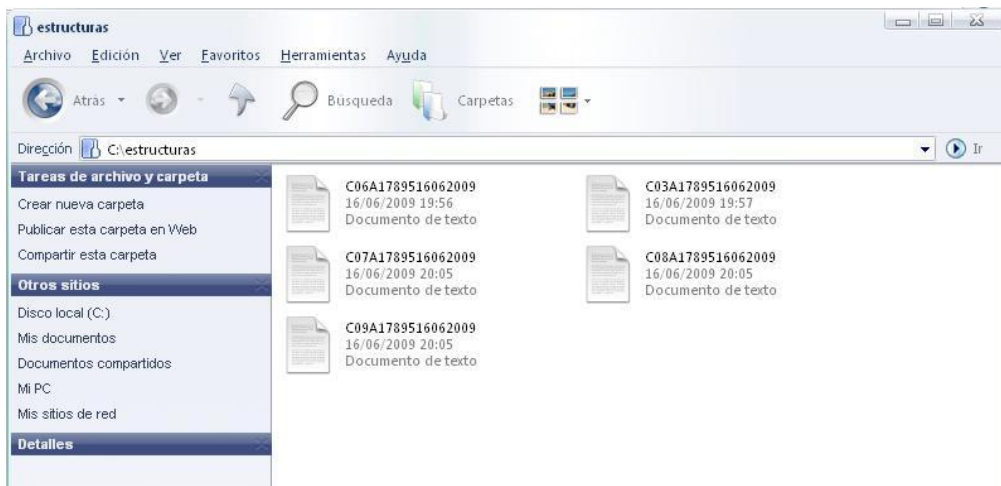 estructuras
Archivo Edición Ver Favoritos Herramientas Ayuda
Atrás Búsqueda Carpetas
Dirección C:\estructuras Ir
Tareas de archivo y carpeta
Crear nueva carpeta
Publicar esta carpeta en Web
Compartir esta carpeta
Otros sitios
Disco local (C:)
Mis documentos
Documentos compartidos
Mi PC
Mis sitios de red
Detalles
C06A1789516062009
16/06/2009 19:56
Documento de texto
C03A1789516062009
16/06/2009 19:57
Documento de texto
C07A1789516062009
16/06/2009 20:05
Documento de texto
C08A1789516062009
16/06/2009 20:05
Documento de texto
C09A1789516062009
16/06/2009 20:05
Documento de texto